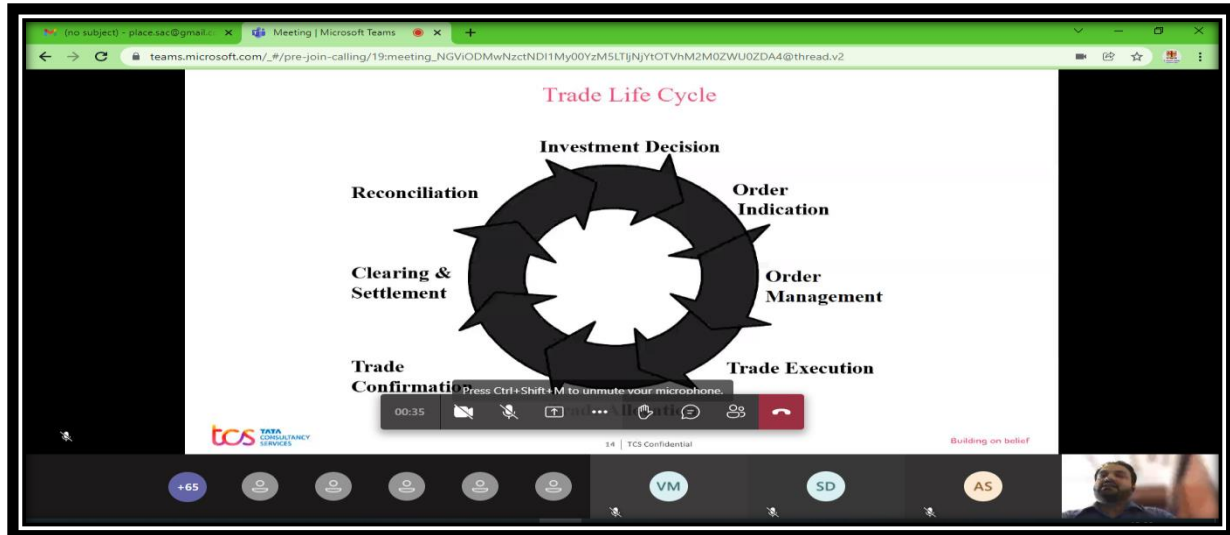 (no subject) - place.sac@gmail.c
Meeting | Microsoft Teams
teams.microsoft.com/_#/pre-join-calling/19:meeting_NGViODMwNzctNDI1My00YzM5LTljNjYtOTVhM2M0ZWU0ZDA4@thread.v2
Trade Life Cycle
Investment Decision
Reconciliation
Order
Indication
Clearing &
Settlement
Order
Management
Trade
Confirmation
Trade Execution
Press Ctrl+Shift+M to unmute your microphone.
00:35
tcs TATA
CONSULTANCY
SERVICES
14 | TCS Confidential
Building on belief
+65
VM
SD
AS